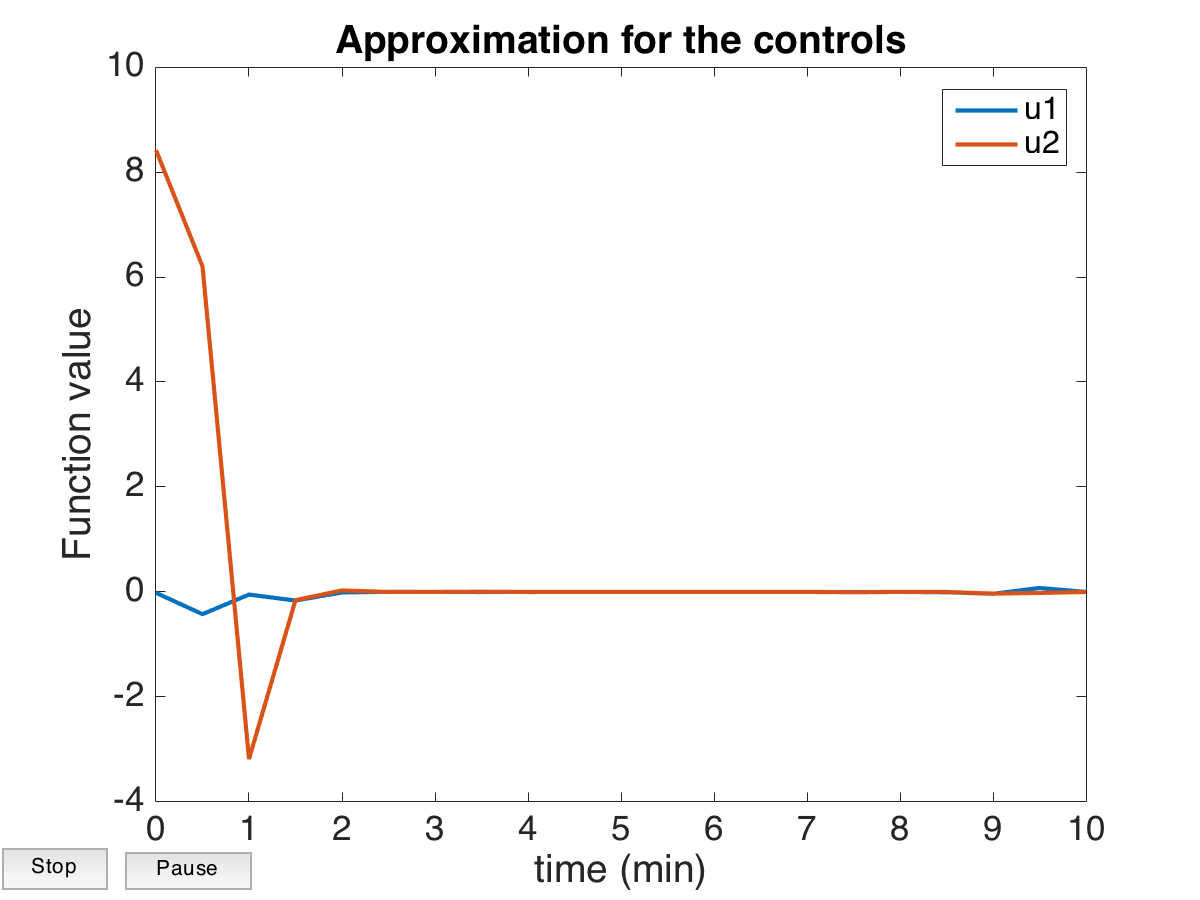 Approximation for the controls
10
8
6
4
2
0
-2
-4
Function value
u1
u2
0 1 2 3 4 5 6 7 8 9 10
time (min)
Stop Pause